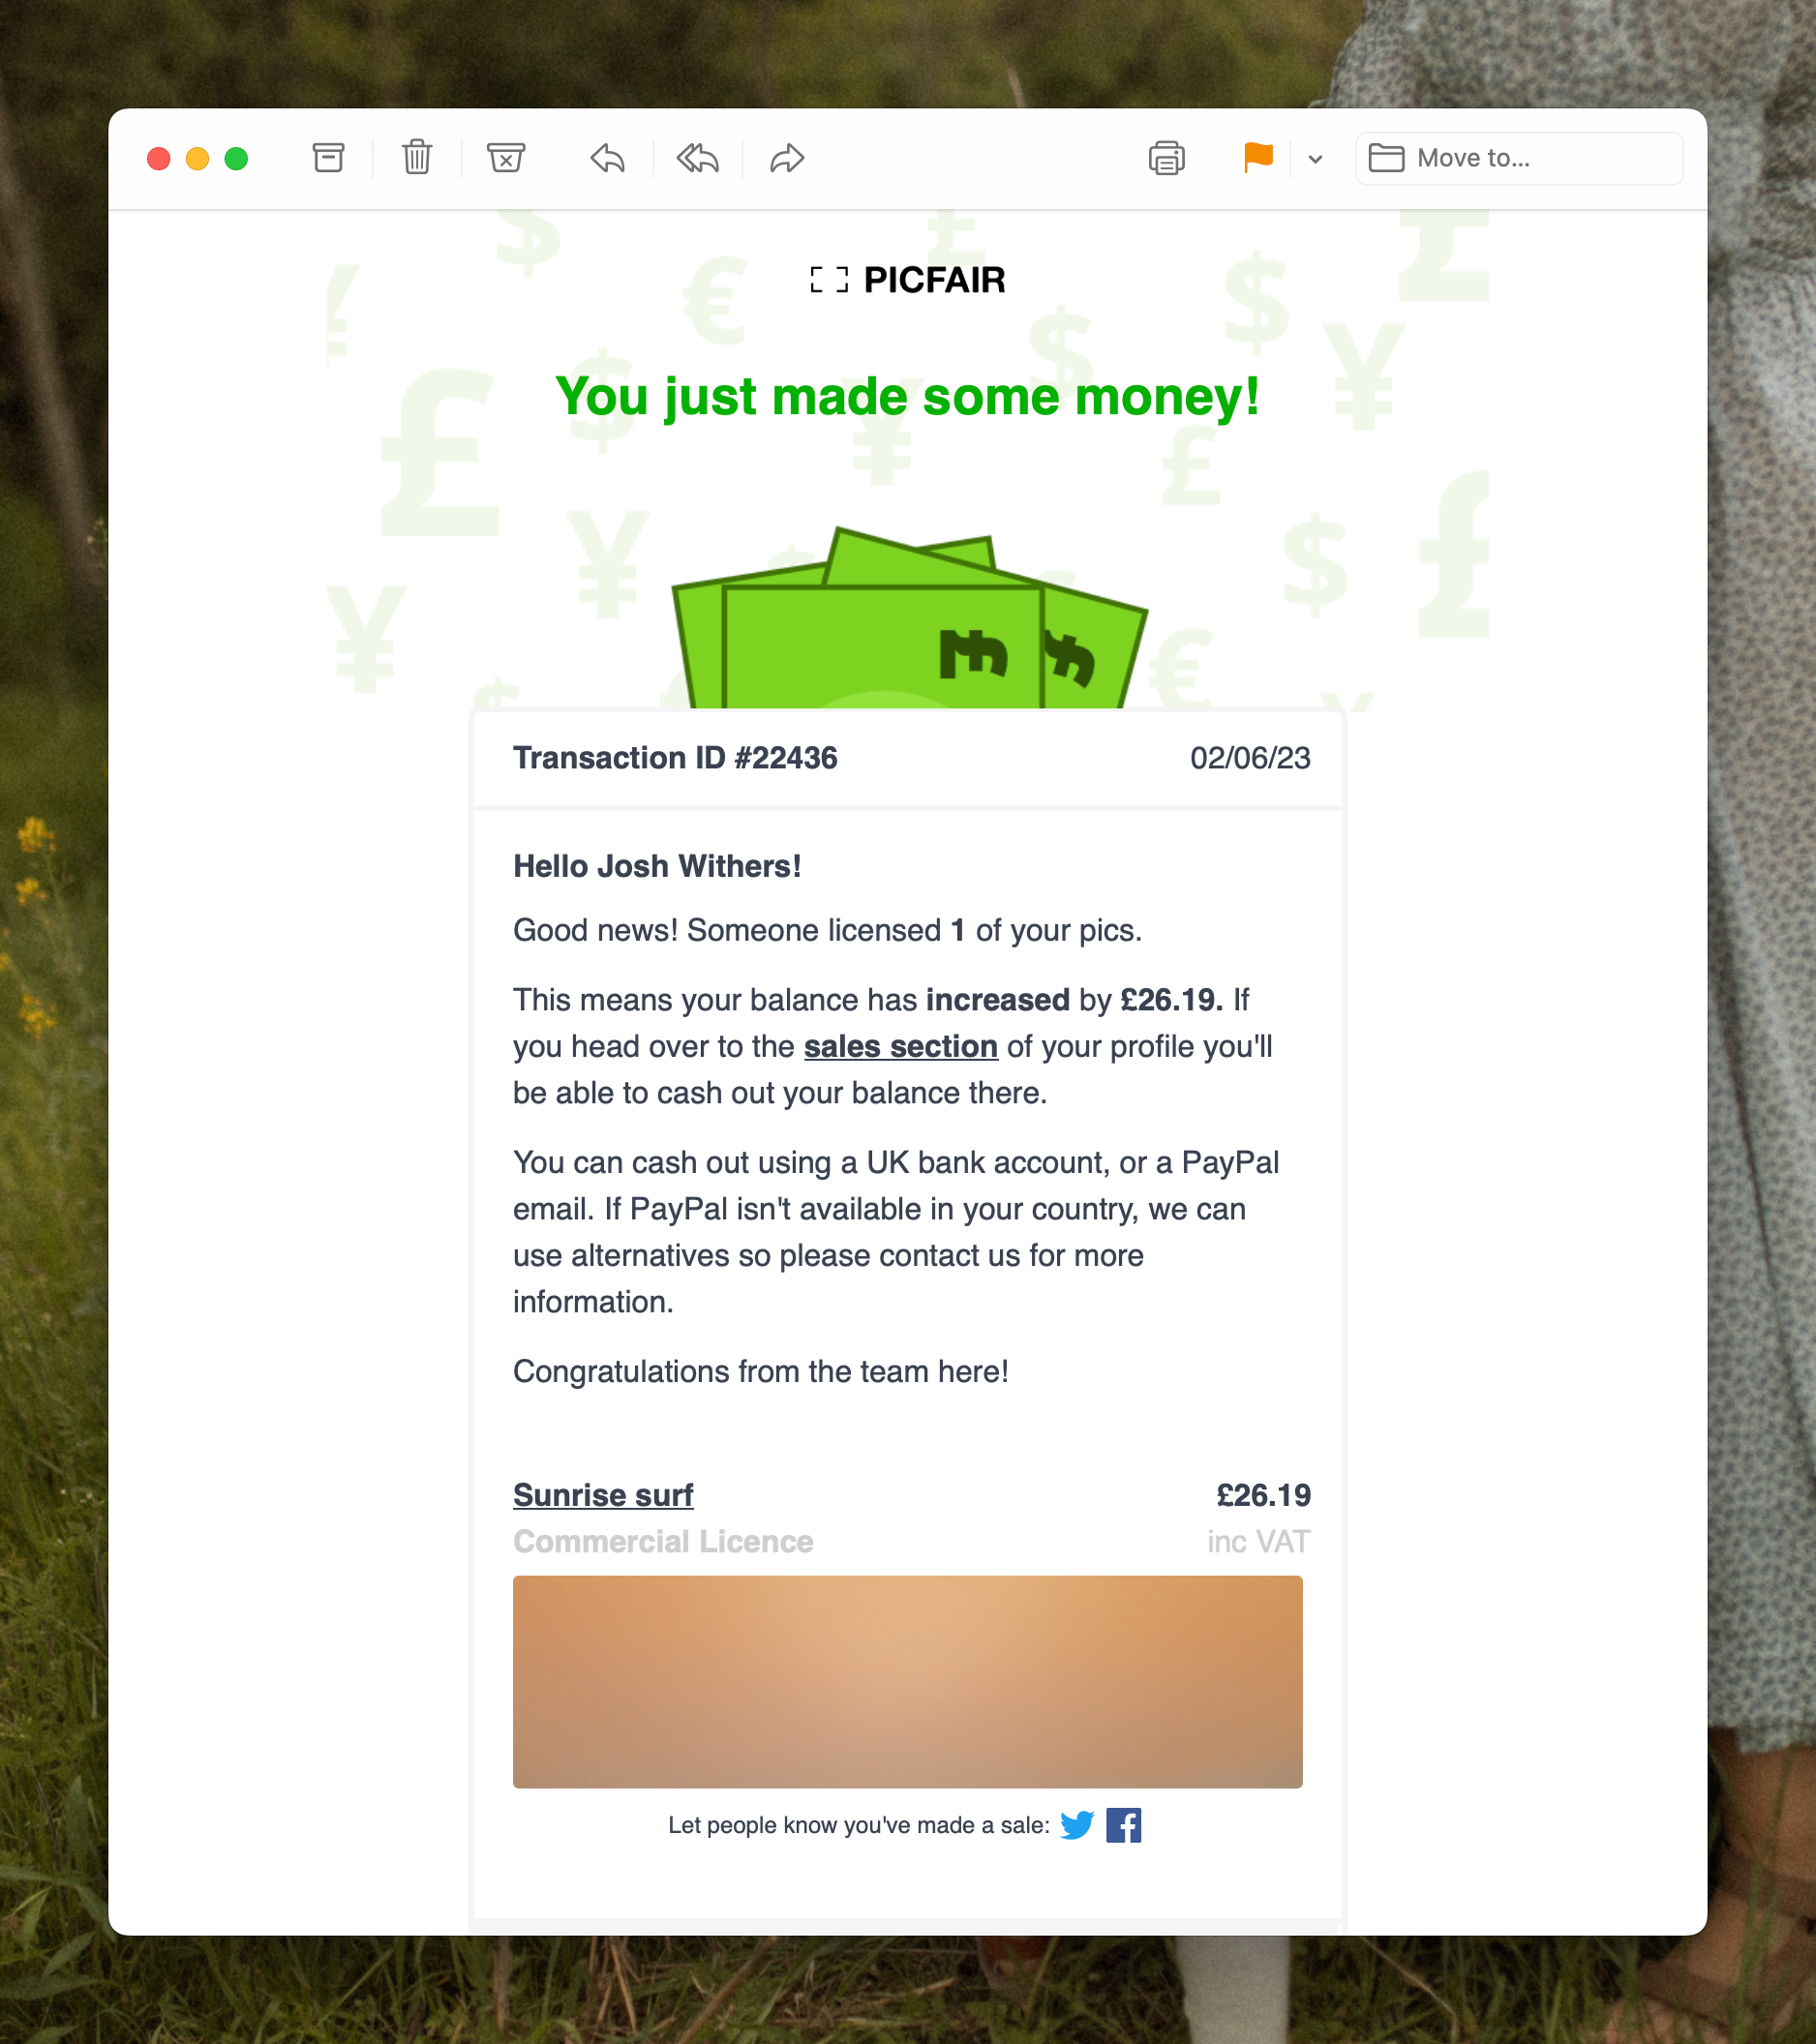 Move to...
PICFAIR
You just made some money!
Transaction ID #22436
02/06/23
Hello Josh Withers!
Good news! Someone licensed 1 of your pics.
This means your balance has increased by £26.19. If
you head over to the sales section of your profile you'll
be able to cash out your balance there.
You can cash out using a UK bank account, or a PayPal
email. If PayPal isn't available in your country, we can
use alternatives so please contact us for more
information.
Congratulations from the team here!
Sunrise surf
£26.19
Commercial Licence
inc VAT
Let people know you've made a sale: